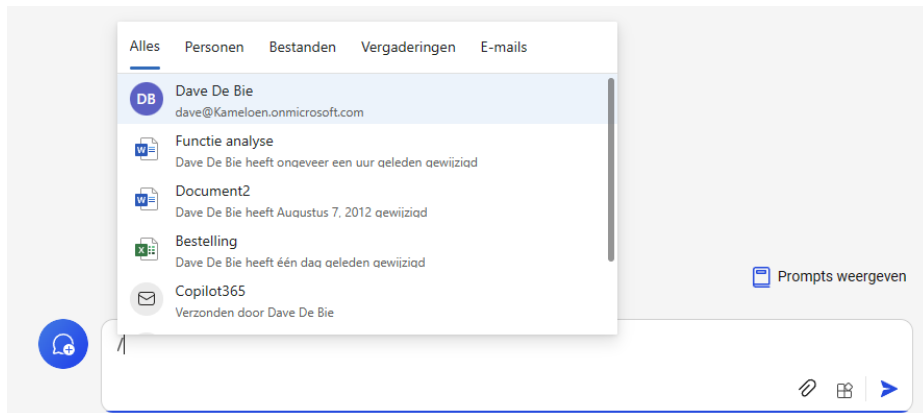 Alles Personen Bestanden Vergaderingen E-mails
DB
Dave De Bie
dave@Kameloen.onmicrosoft.com
Functie analyse
Dave De Bie heeft ongeveer een uur geleden gewijzigd
Document2
Dave De Bie heeft Augustus 7, 2012 gewijzigd
Bestelling
Dave De Bie heeft één dag geleden gewijzigd
Copilot365
Verzonden door Dave De Bie
Prompts weergeven
/